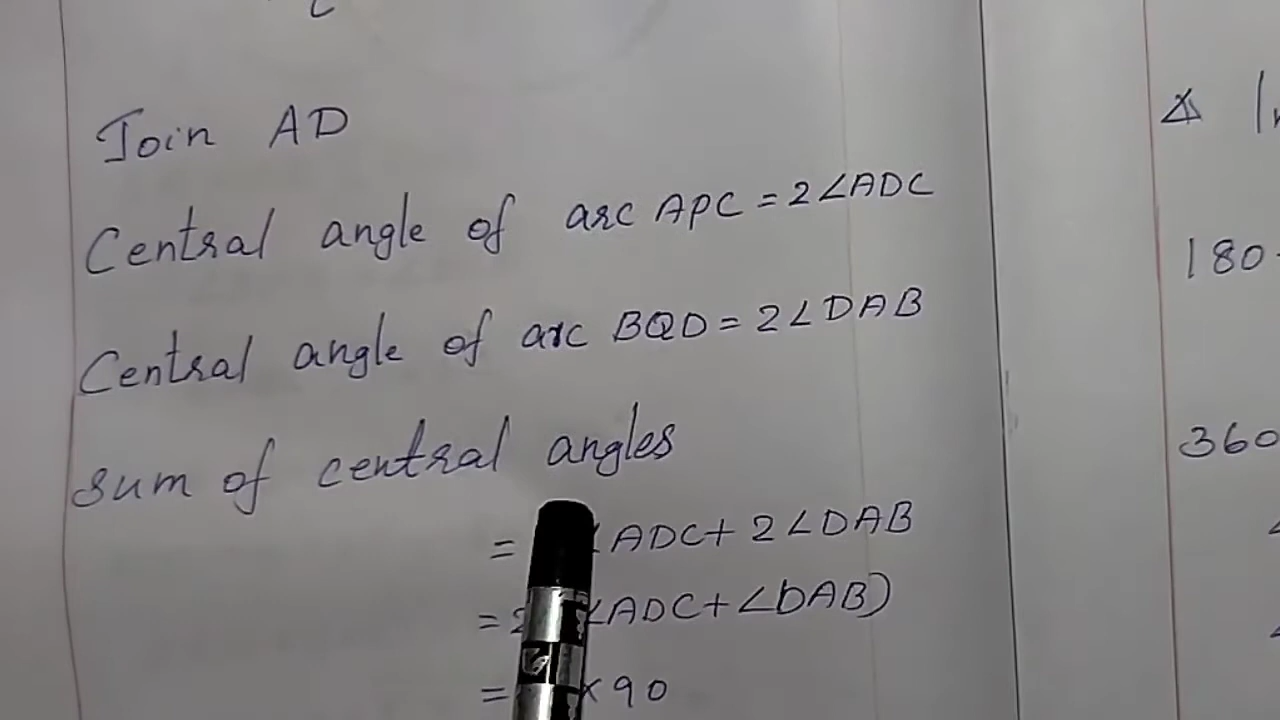 Join AD
Central angle of arc APC = 2∠ADC
Central angle of arc BQD = 2∠DAB
sum of central angles
= ∠ADC + 2∠DAB
= 2 ∠ADC + ∠DAB)
= × 90
180
360